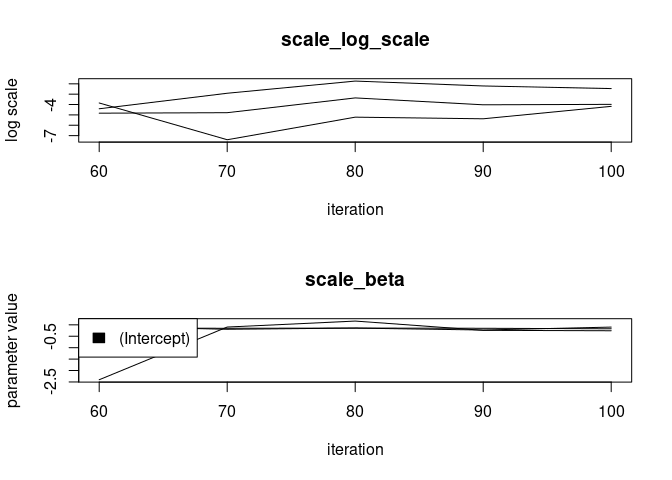 scale_log_scale
log scale
-4
-7
60 70 80 90 100
iteration
scale_beta
parameter value
-0.5
-2.5
(Intercept)
60 70 80 90 100
iteration